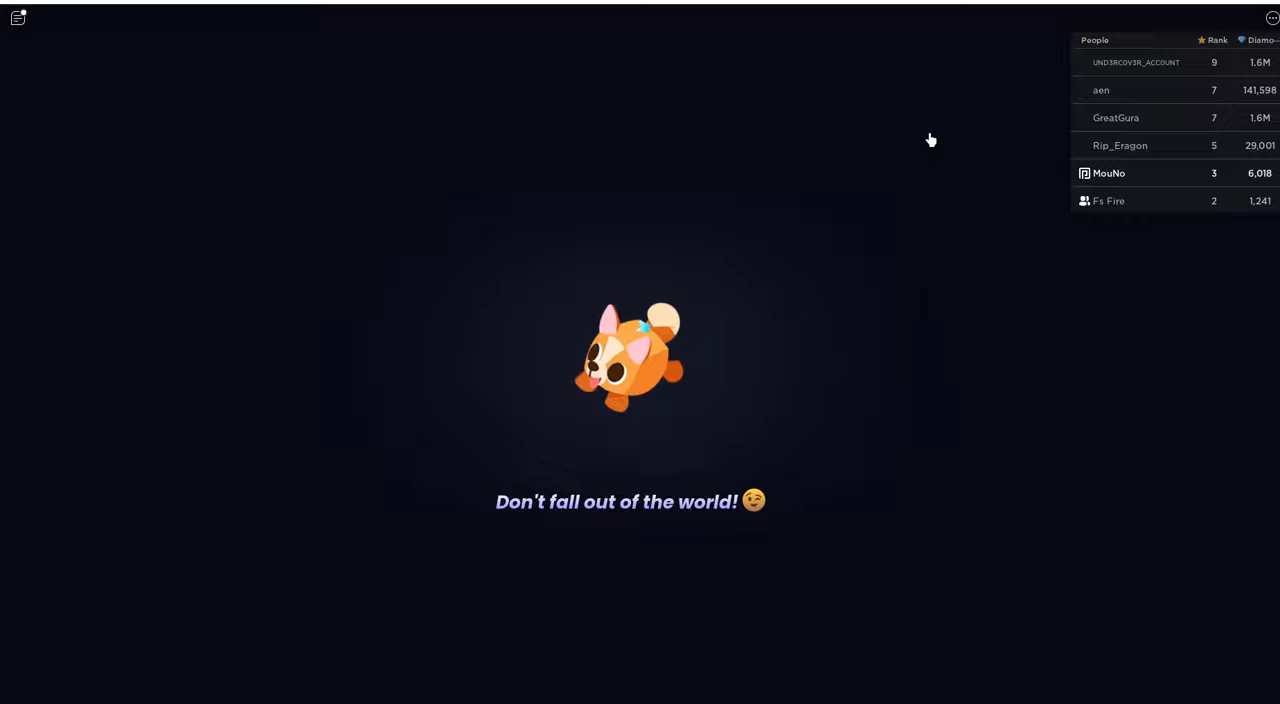 People Rank Diamo...
UND3RC0V3R_ACC0UNT 9 1.6M
aen 7 141,598
GreatGura 7 1.6M
Rip_Eragon 5 29,001
MouNo 3 6,018
Fs Fire 2 1,241
Don't fall out of the world! 😉